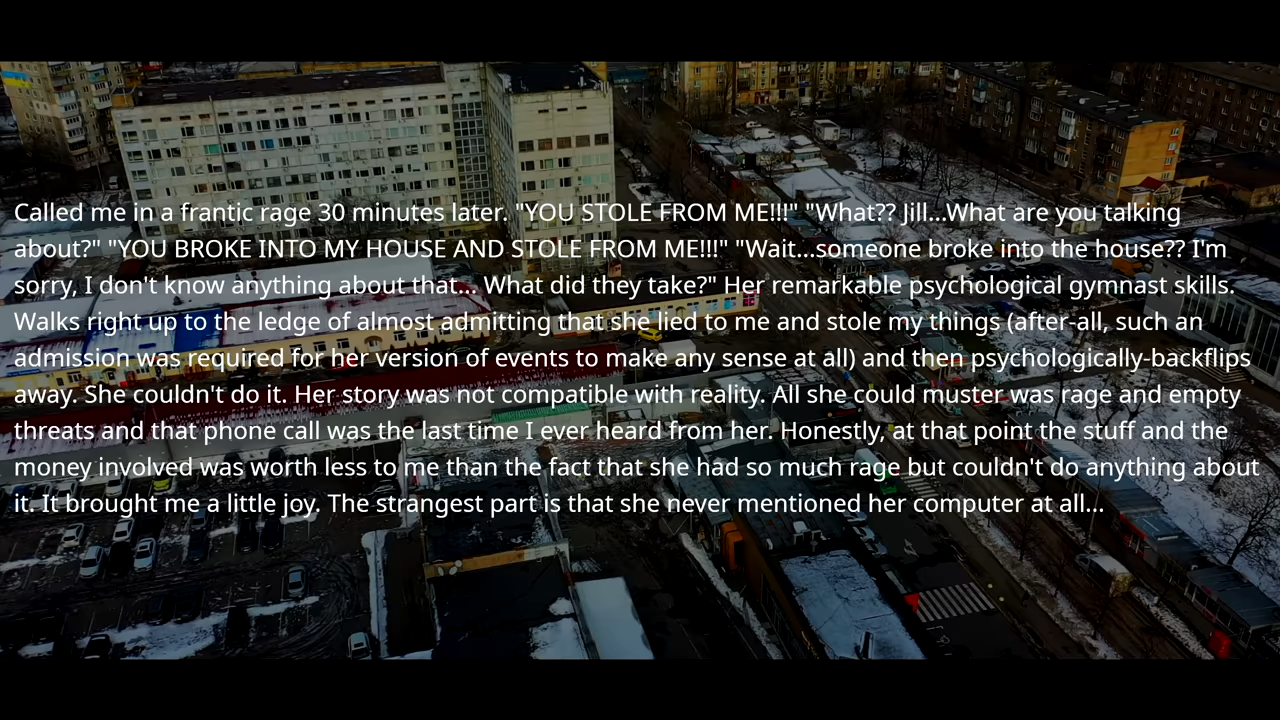 Called me in a frantic rage 30 minutes later. "YOU STOLE FROM ME!!!" "What?? Jill...What are you talking
about?" "YOU BROKE INTO MY HOUSE AND STOLE FROM ME!!!" "Wait...someone broke into the house?? I'm
sorry, I don't know anything about that... What did they take?" Her remarkable psychological gymnast skills.
Walks right up to the ledge of almost admitting that she lied to me and stole my things (after-all, such an
admission was required for her version of events to make any sense at all) and then psychologically-backflips
away. She couldn't do it. Her story was not compatible with reality. All she could muster was rage and empty
threats and that phone call was the last time I ever heard from her. Honestly, at that point the stuff and the
money involved was worth less to me than the fact that she had so much rage but couldn't do anything about
it. It brought me a little joy. The strangest part is that she never mentioned her computer at all...